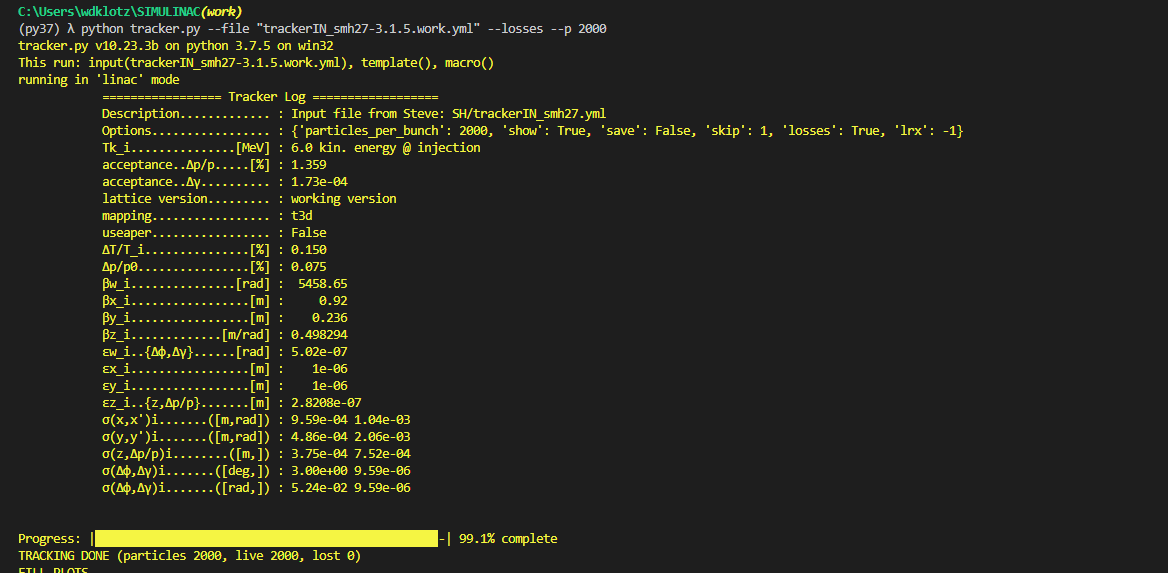 C:\Users\wdklotz\SIMULINAC(work)
(py37) λ python tracker.py --file "trackerIN_smh27-3.1.5.work.yml" --losses --p 2000
tracker.py v10.23.3b on python 3.7.5 on win32
This run: input(trackerIN_smh27-3.1.5.work.yml), template(), macro()
running in 'linac' mode
================= Tracker Log ==================
Description............. : Input file from Steve: SH/trackerIN_smh27.yml
Options................. : {'particles_per_bunch': 2000, 'show': True, 'save': False, 'skip': 1, 'losses': True, 'lrx': -1}
Tk_i...............[MeV] : 6.0 kin. energy @ injection
acceptance..Δp/p.....[%] : 1.359
acceptance..Δγ.......... : 1.73e-04
lattice version......... : working version
mapping................. : t3d
useaper................. : False
ΔT/T_i...............[%] : 0.150
Δp/p0................[%] : 0.075
βw_i...............[rad] : 5458.65
βx_i.................[m] : 0.92
βy_i.................[m] : 0.236
βz_i.............[m/rad] : 0.498294
εw_i..{Δϕ,Δγ}......[rad] : 5.02e-07
εx_i.................[m] : 1e-06
εy_i.................[m] : 1e-06
εz_i..{z,Δp/p}.......[m] : 2.8208e-07
σ(x,x')i.......([m,rad]) : 9.59e-04 1.04e-03
σ(y,y')i.......([m,rad]) : 4.86e-04 2.06e-03
σ(z,Δp/p)i........([m,]) : 3.75e-04 7.52e-04
σ(Δϕ,Δγ)i.......([deg,]) : 3.00e+00 9.59e-06
σ(Δϕ,Δγ)i.......([rad,]) : 5.24e-02 9.59e-06
Progress: |█████████████████████████████████████████████████-| 99.1% complete
TRACKING DONE (particles 2000, live 2000, lost 0)
FILL PLOTS